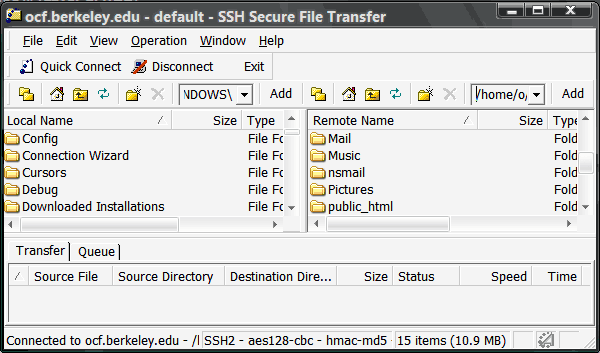 ocf.berkeley.edu - default - SSH Secure File Transfer
File Edit View Operation Window Help
Quick Connect Disconnect Exit
NDOWS\ Add /home/o/ Add
Local Name / Size Type Remote Name / Size Type
Config File Fo Mail Fold
Connection Wizard File Fo Music Fold
Cursors File Fo nsmail Fold
Debug File Fo Pictures Fold
Downloaded Installations File Fo public_html Fold
Transfer Queue
/ Source File Source Directory Destination Dire... Size Status Speed Time
Connected to ocf.berkeley.edu - /l SSH2 - aes128-cbc - hmac-md5 15 items (10.9 MB)